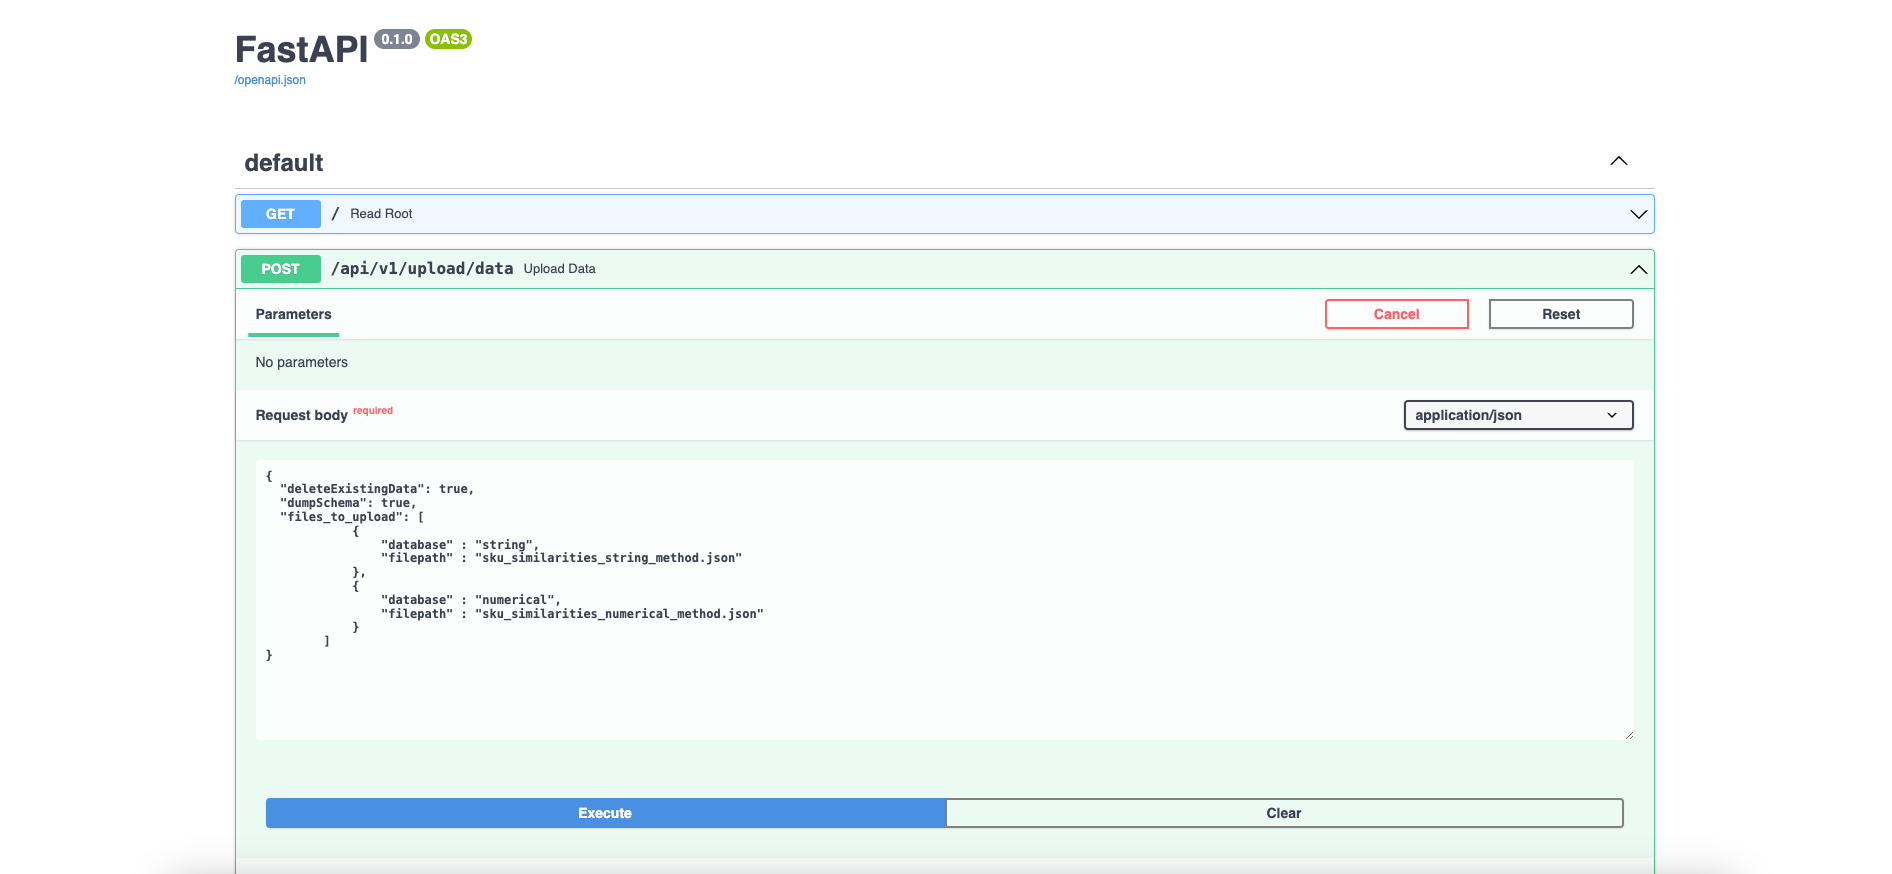 FastAPI 0.1.0 OAS3
/openapi.json
default
GET / Read Root
POST /api/v1/upload/data Upload Data
Parameters Cancel Reset
No parameters
Request body required application/json
{
  "deleteExistingData": true,
  "dumpSchema": true,
  "files_to_upload": [
            {
                "database" : "string",
                "filepath" : "sku_similarities_string_method.json"
            },
            {
                "database" : "numerical",
                "filepath" : "sku_similarities_numerical_method.json"
            }
        ]
}
Execute Clear